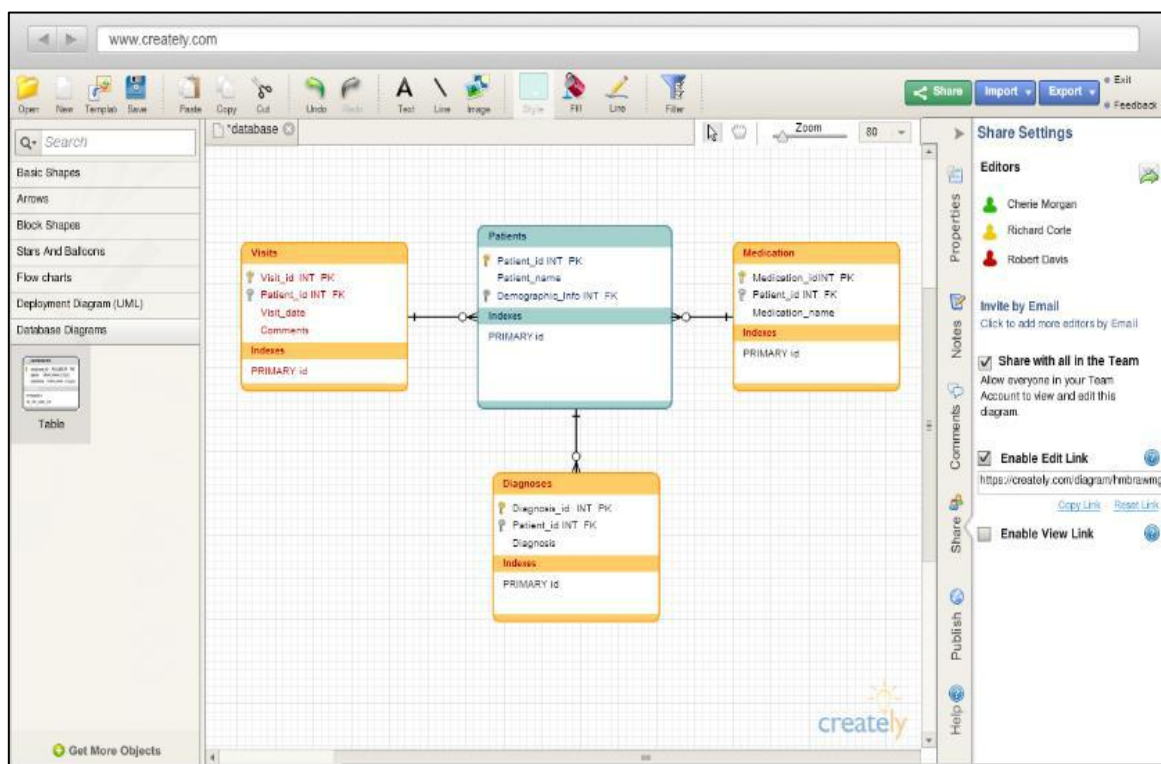 www.creately.com
Open New Templab Save Paste Copy Cut Undo Redo Text Line Image Style Fill Line Filter
Share Import Export
Exit
Feedback
Search
Basic Shapes
Arrows
Block Shapes
Stars And Balloons
Flow charts
Deployment Diagram (UML)
Database Diagrams
Table
Get More Objects
*database
Zoom 80
Visits
Visit_id INT PK
Patient_id INT FK
Visit_date
Comments
Indexes
PRIMARY id
Patients
Patient_id INT PK
Patient_name
Demographic_Info INT FK
Indexes
PRIMARY id
Medication
Medication_idINT PK
Patient_id INT FK
Medication_name
Indexes
PRIMARY id
Diagnoses
Diagnosis_id INT PK
Patient_id INT FK
Diagnosis
Indexes
PRIMARY id
creately
Properties
Notes
Comments
Share
Publish
Help
Share Settings
Editors
Cherie Morgan
Richard Corle
Robert Davis
Invite by Email
Click to add more editors by Email
Share with all in the Team
Allow everyone in your Team
Account to view and edit this
diagram.
Enable Edit Link
https://creately.com/diagram/hmbrawmg
Copy Link - Reset Link
Enable View Link